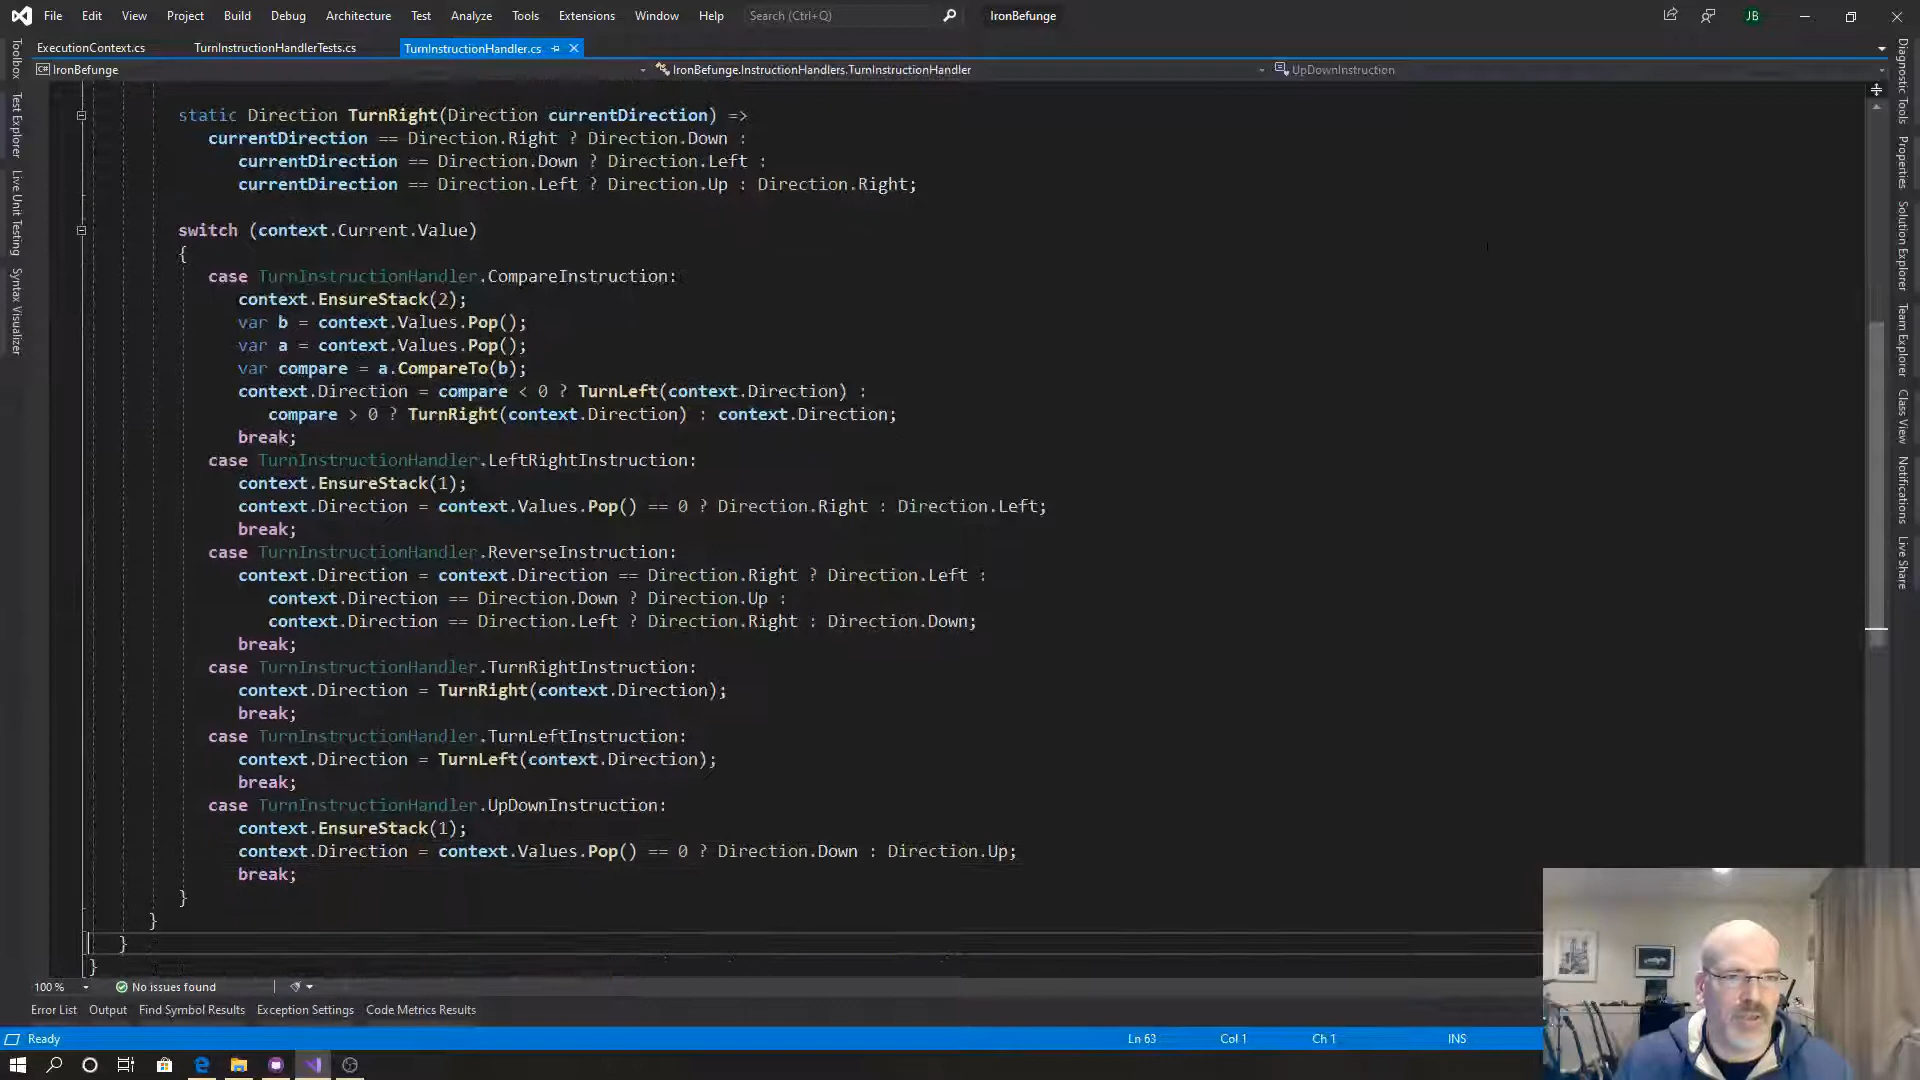 File Edit View Project Build Debug Architecture Test Analyze Tools Extensions Window Help Search (Ctrl+Q) IronBefunge JB
ExecutionContext.cs TurnInstructionHandlerTests.cs TurnInstructionHandler.cs
IronBefunge IronBefunge.InstructionHandlers.TurnInstructionHandler UpDownInstruction
Toolbox
Test Explorer
Live Unit Testing
Syntax Visualizer
static Direction TurnRight(Direction currentDirection) =>
currentDirection == Direction.Right ? Direction.Down :
currentDirection == Direction.Down ? Direction.Left :
currentDirection == Direction.Left ? Direction.Up : Direction.Right;
switch (context.Current.Value)
{
case TurnInstructionHandler.CompareInstruction:
context.EnsureStack(2);
var b = context.Values.Pop();
var a = context.Values.Pop();
var compare = a.CompareTo(b);
context.Direction = compare < 0 ? TurnLeft(context.Direction) :
compare > 0 ? TurnRight(context.Direction) : context.Direction;
break;
case TurnInstructionHandler.LeftRightInstruction:
context.EnsureStack(1);
context.Direction = context.Values.Pop() == 0 ? Direction.Right : Direction.Left;
break;
case TurnInstructionHandler.ReverseInstruction:
context.Direction = context.Direction == Direction.Right ? Direction.Left :
context.Direction == Direction.Down ? Direction.Up :
context.Direction == Direction.Left ? Direction.Right : Direction.Down;
break;
case TurnInstructionHandler.TurnRightInstruction:
context.Direction = TurnRight(context.Direction);
break;
case TurnInstructionHandler.TurnLeftInstruction:
context.Direction = TurnLeft(context.Direction);
break;
case TurnInstructionHandler.UpDownInstruction:
context.EnsureStack(1);
context.Direction = context.Values.Pop() == 0 ? Direction.Down : Direction.Up;
break;
}
}
}
}
Diagnostic Tools
Properties
Solution Explorer
Team Explorer
Class View
Notifications
Live Share
100 % No issues found
Error List Output Find Symbol Results Exception Settings Code Metrics Results
Ready Ln 63 Col 1 Ch 1 INS